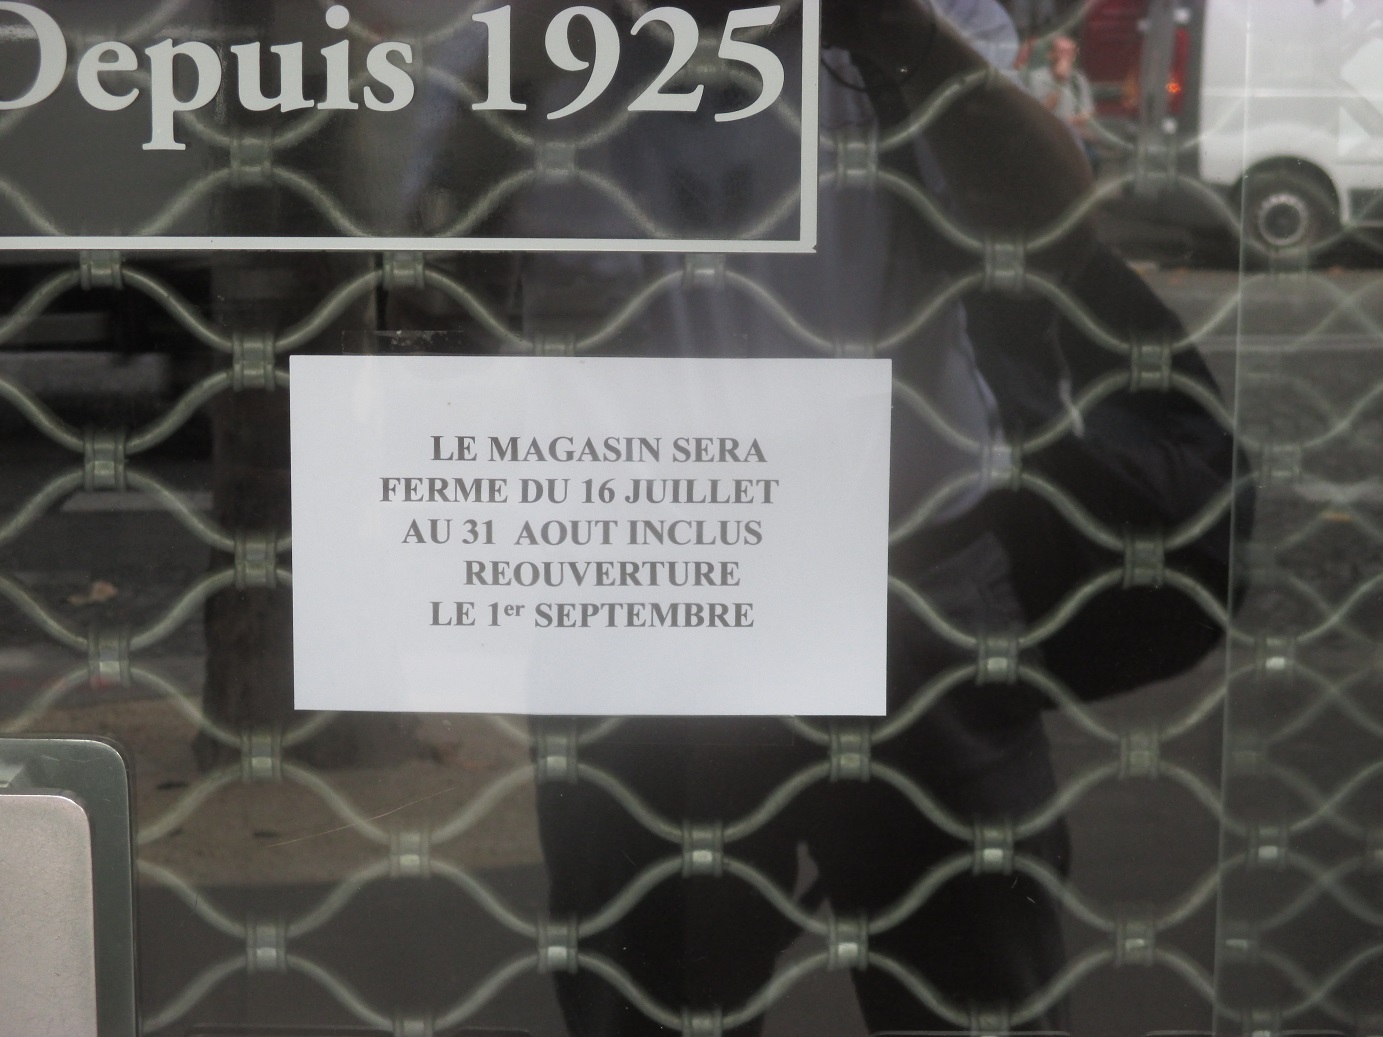 Depuis 1925
LE MAGASIN SERA
FERME DU 16 JUILLET
AU 31 AOUT INCLUS
REOUVERTURE
LE 1er SEPTEMBRE